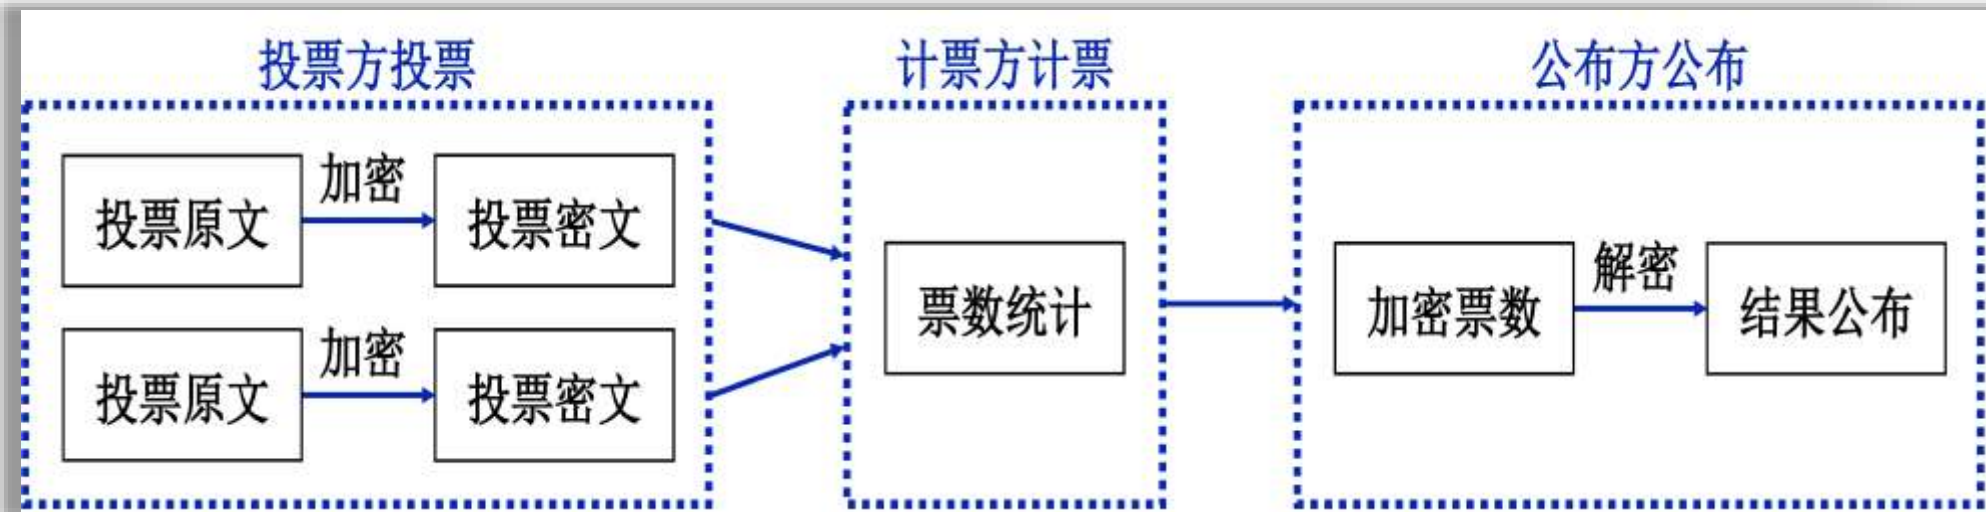 投票方投票
计票方计票
公布方公布
投票原文
加密
投票密文
投票原文
加密
投票密文
票数统计
加密票数
解密
结果公布